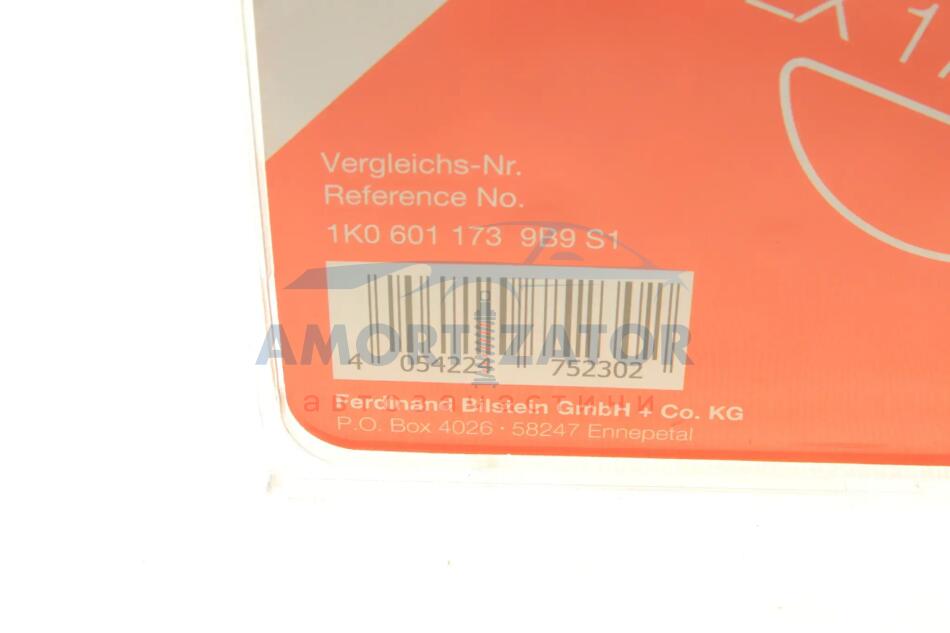 Vergleichs-Nr.
Reference No.
1K0 601 173 9B9 S1
AMORTIZATOR
4 054224 752302
автозапчастини
Ferdinand Bilstein GmbH + Co. KG
P.O. Box 4026 · 58247 Ennepetal